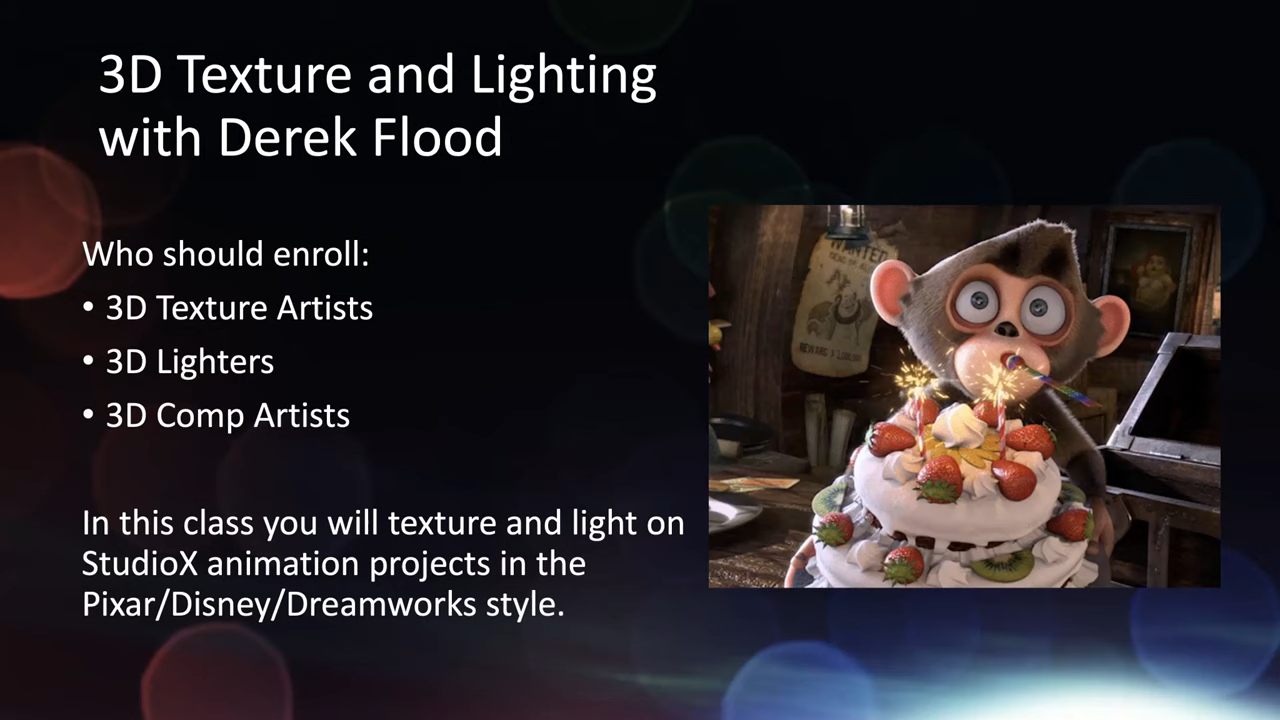 3D Texture and Lighting
with Derek Flood
Who should enroll:
• 3D Texture Artists
• 3D Lighters
• 3D Comp Artists
In this class you will texture and light on
StudioX animation projects in the
Pixar/Disney/Dreamworks style.
WANTED